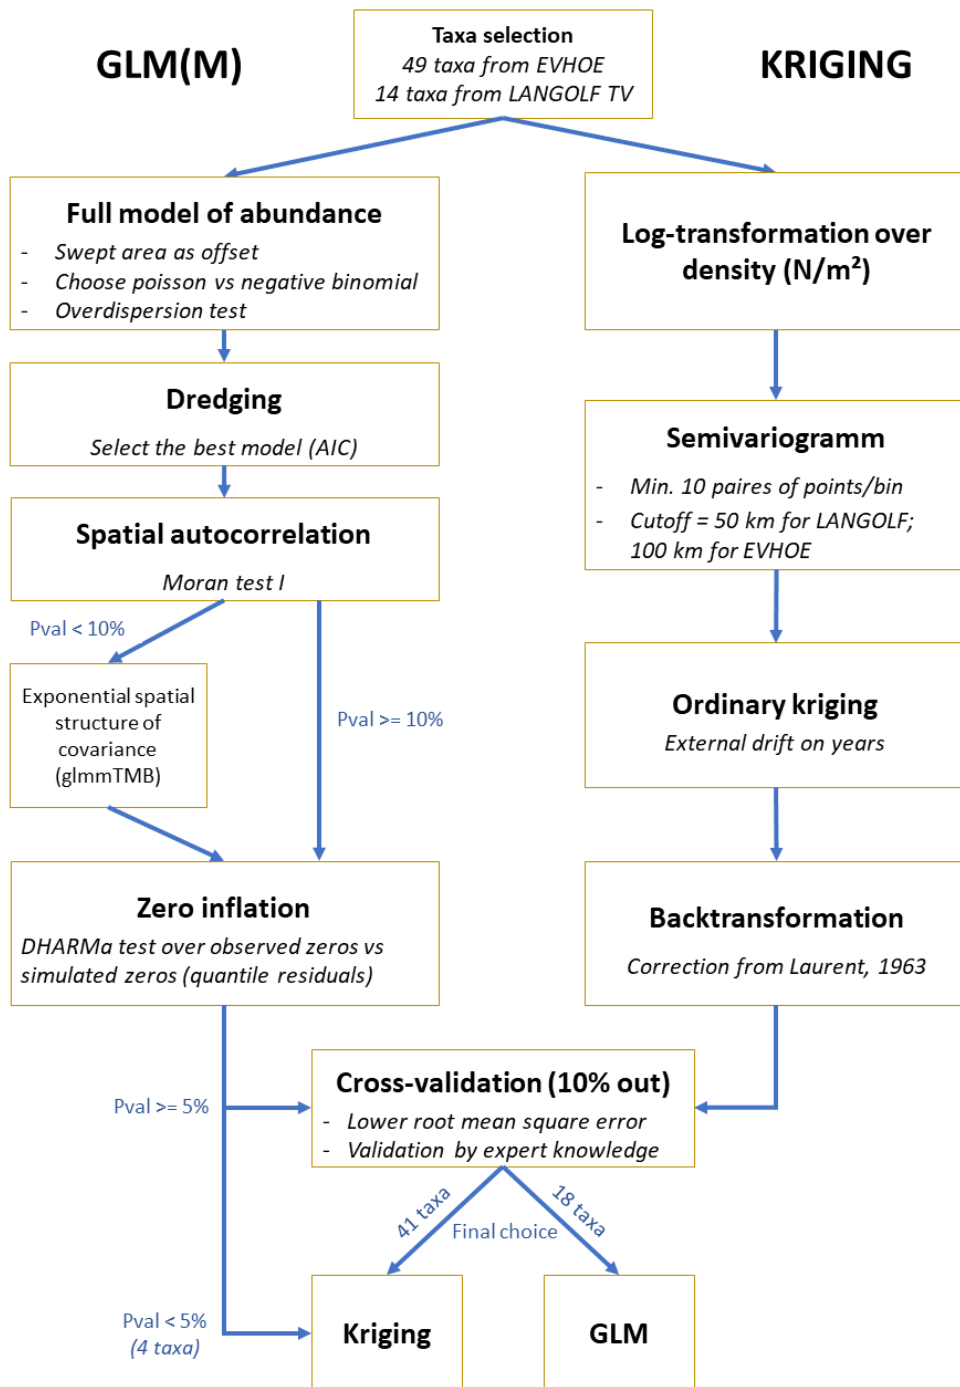 GLM(M)
Taxa selection
49 taxa from EVHOE
14 taxa from LANGOLF TV
KRIGING
Full model of abundance
- Swept area as offset
- Choose poisson vs negative binomial
- Overdispersion test
Log-transformation over
density (N/m²)
Dredging
Select the best model (AIC)
Semivariogramm
- Min. 10 paires of points/bin
- Cutoff = 50 km for LANGOLF;
100 km for EVHOE
Spatial autocorrelation
Moran test I
Pval < 10%
Pval >= 10%
Exponential spatial
structure of
covariance
(glmmTMB)
Ordinary kriging
External drift on years
Zero inflation
DHARMa test over observed zeros vs
simulated zeros (quantile residuals)
Backtransformation
Correction from Laurent, 1963
Pval >= 5%
Cross-validation (10% out)
- Lower root mean square error
- Validation by expert knowledge
41 taxa
18 taxa
Final choice
Pval < 5%
(4 taxa)
Kriging
GLM